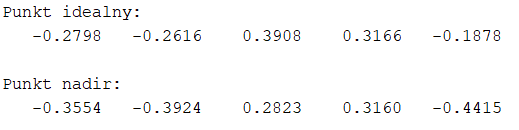 Punkt idealny:
-0.2798 -0.2616 0.3908 0.3166 -0.1878
Punkt nadir:
-0.3554 -0.3924 0.2823 0.3160 -0.4415